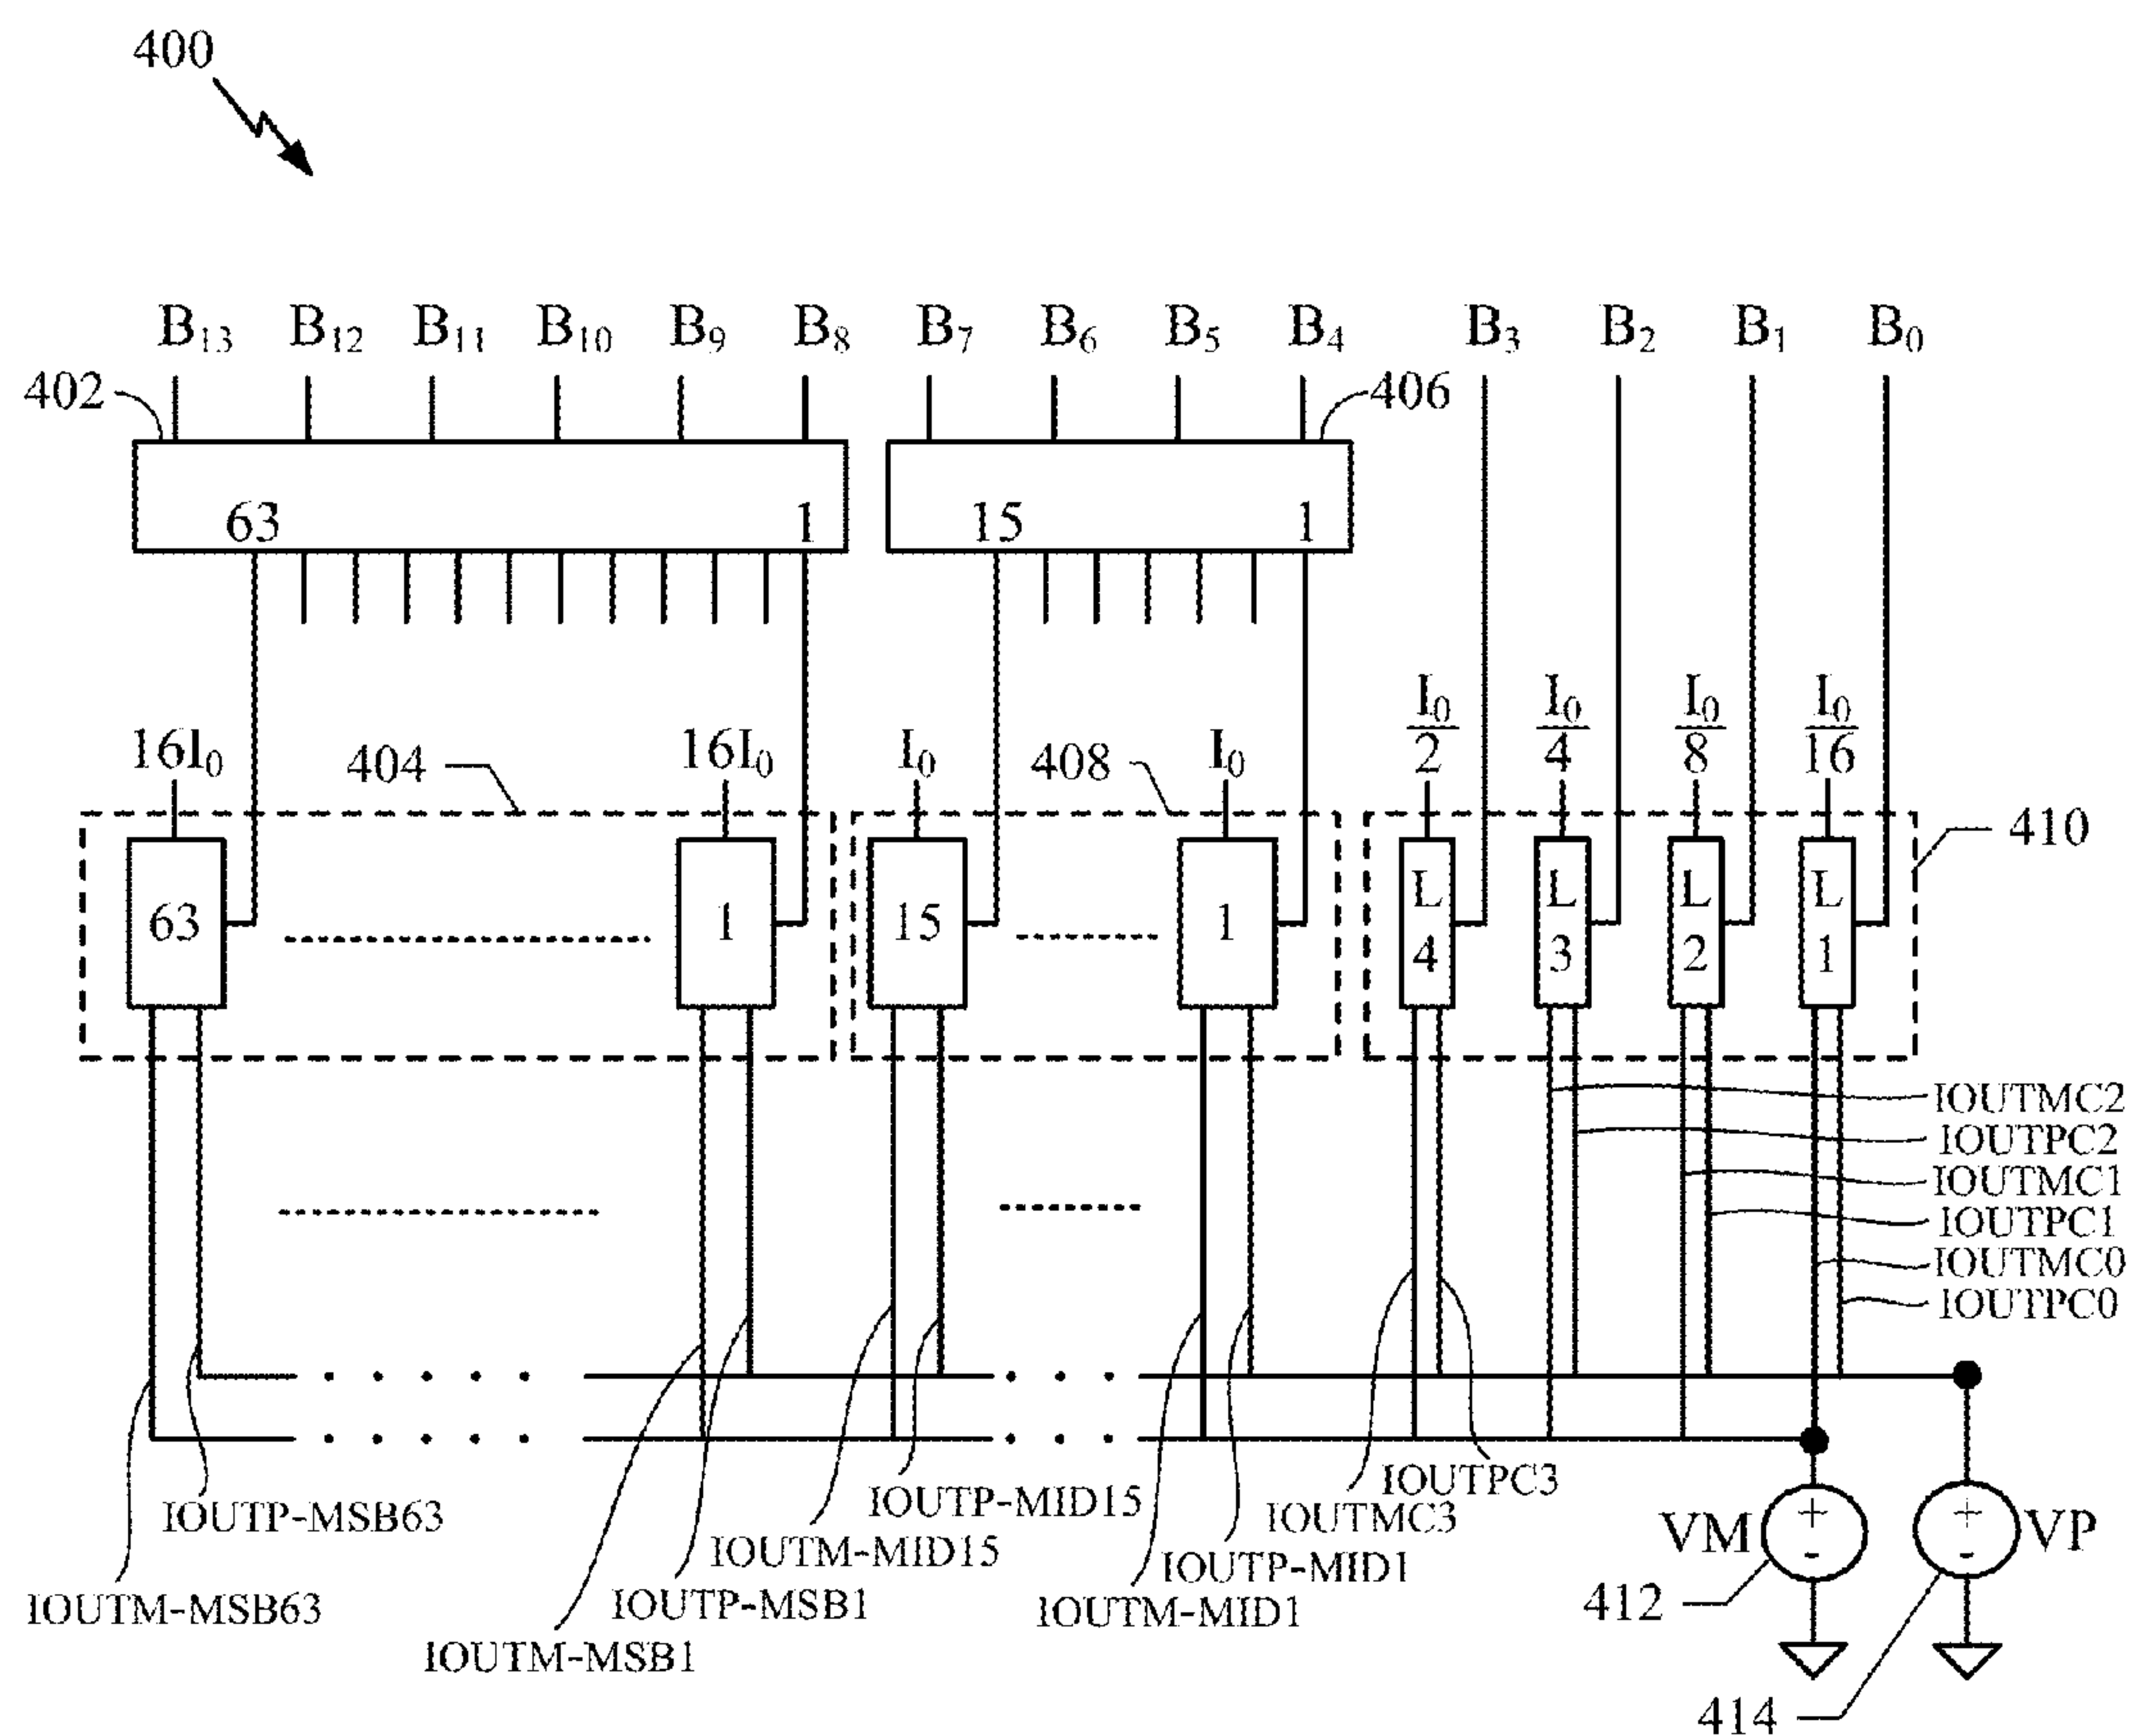 400
B₁₃ B₁₂ B₁₁ B₁₀ B₉ B₈ B₇ B₆ B₅ B₄ B₃ B₂ B₁ B₀
402 406
63 1 15 1
16I₀ 404 16I₀ I₀ 408 I₀ I₀/2 I₀/4 I₀/8 I₀/16
410
63 1 15 1 L4 L3 L2 L1
IOUTMC2
IOUTPC2
IOUTMC1
IOUTPC1
IOUTMC0
IOUTPC0
IOUTP-MSB63 IOUTP-MID15 IOUTPC3
IOUTM-MID15 IOUTMC3
IOUTM-MSB63 IOUTP-MSB1 IOUTM-MID1 IOUTP-MID1
IOUTM-MSB1
VM + - + - VP
412
414